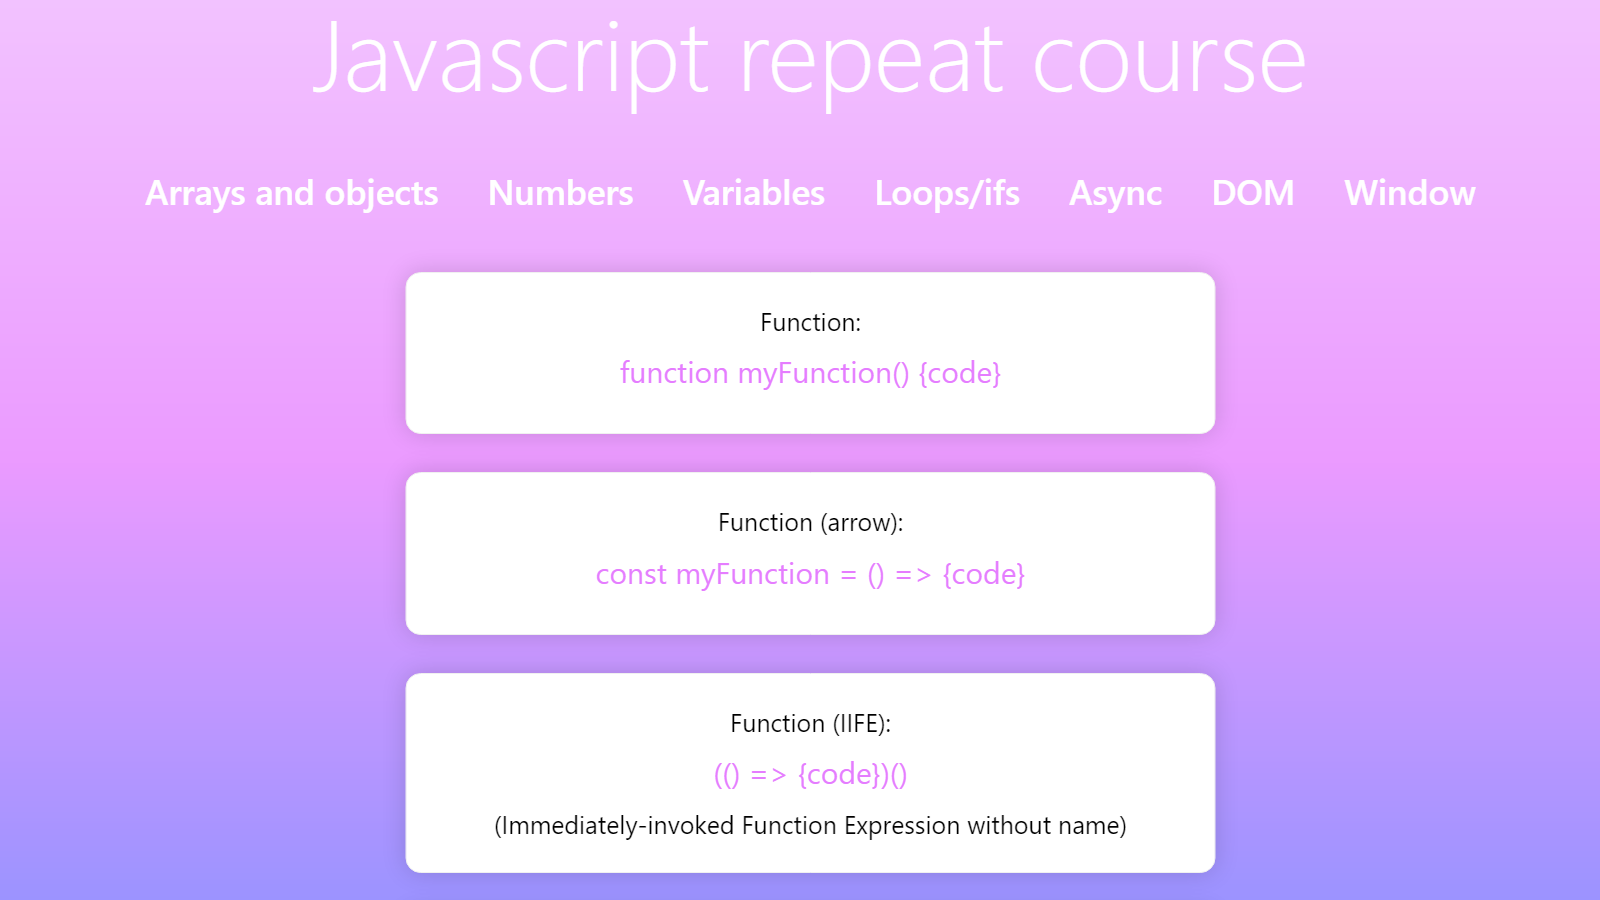 Javascript repeat course
Arrays and objects Numbers Variables Loops/ifs Async DOM Window
Function:
function myFunction() {code}
Function (arrow):
const myFunction = () => {code}
Function (IIFE):
(() => {code})()
(Immediately-invoked Function Expression without name)